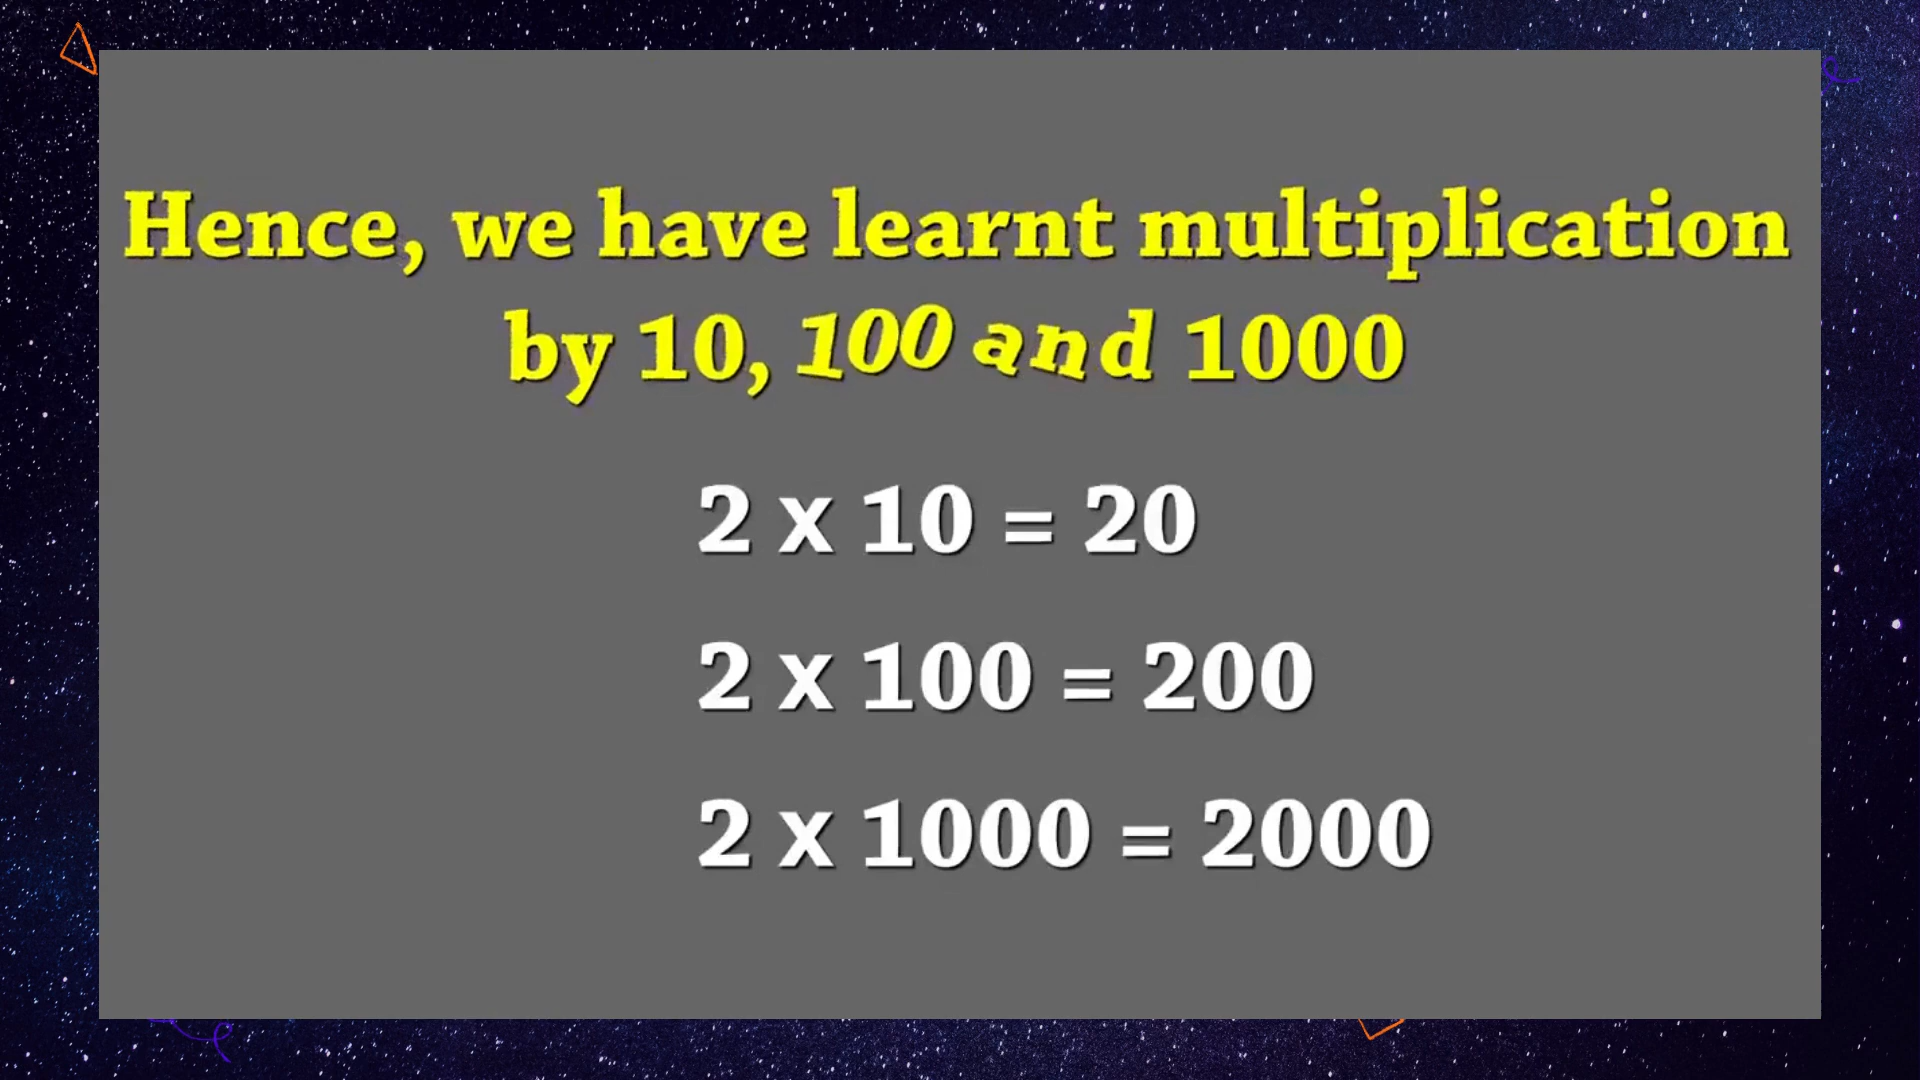 Hence, we have learnt multiplication
by 10, 100 and 1000
2 x 10 = 20
2 x 100 = 200
2 x 1000 = 2000